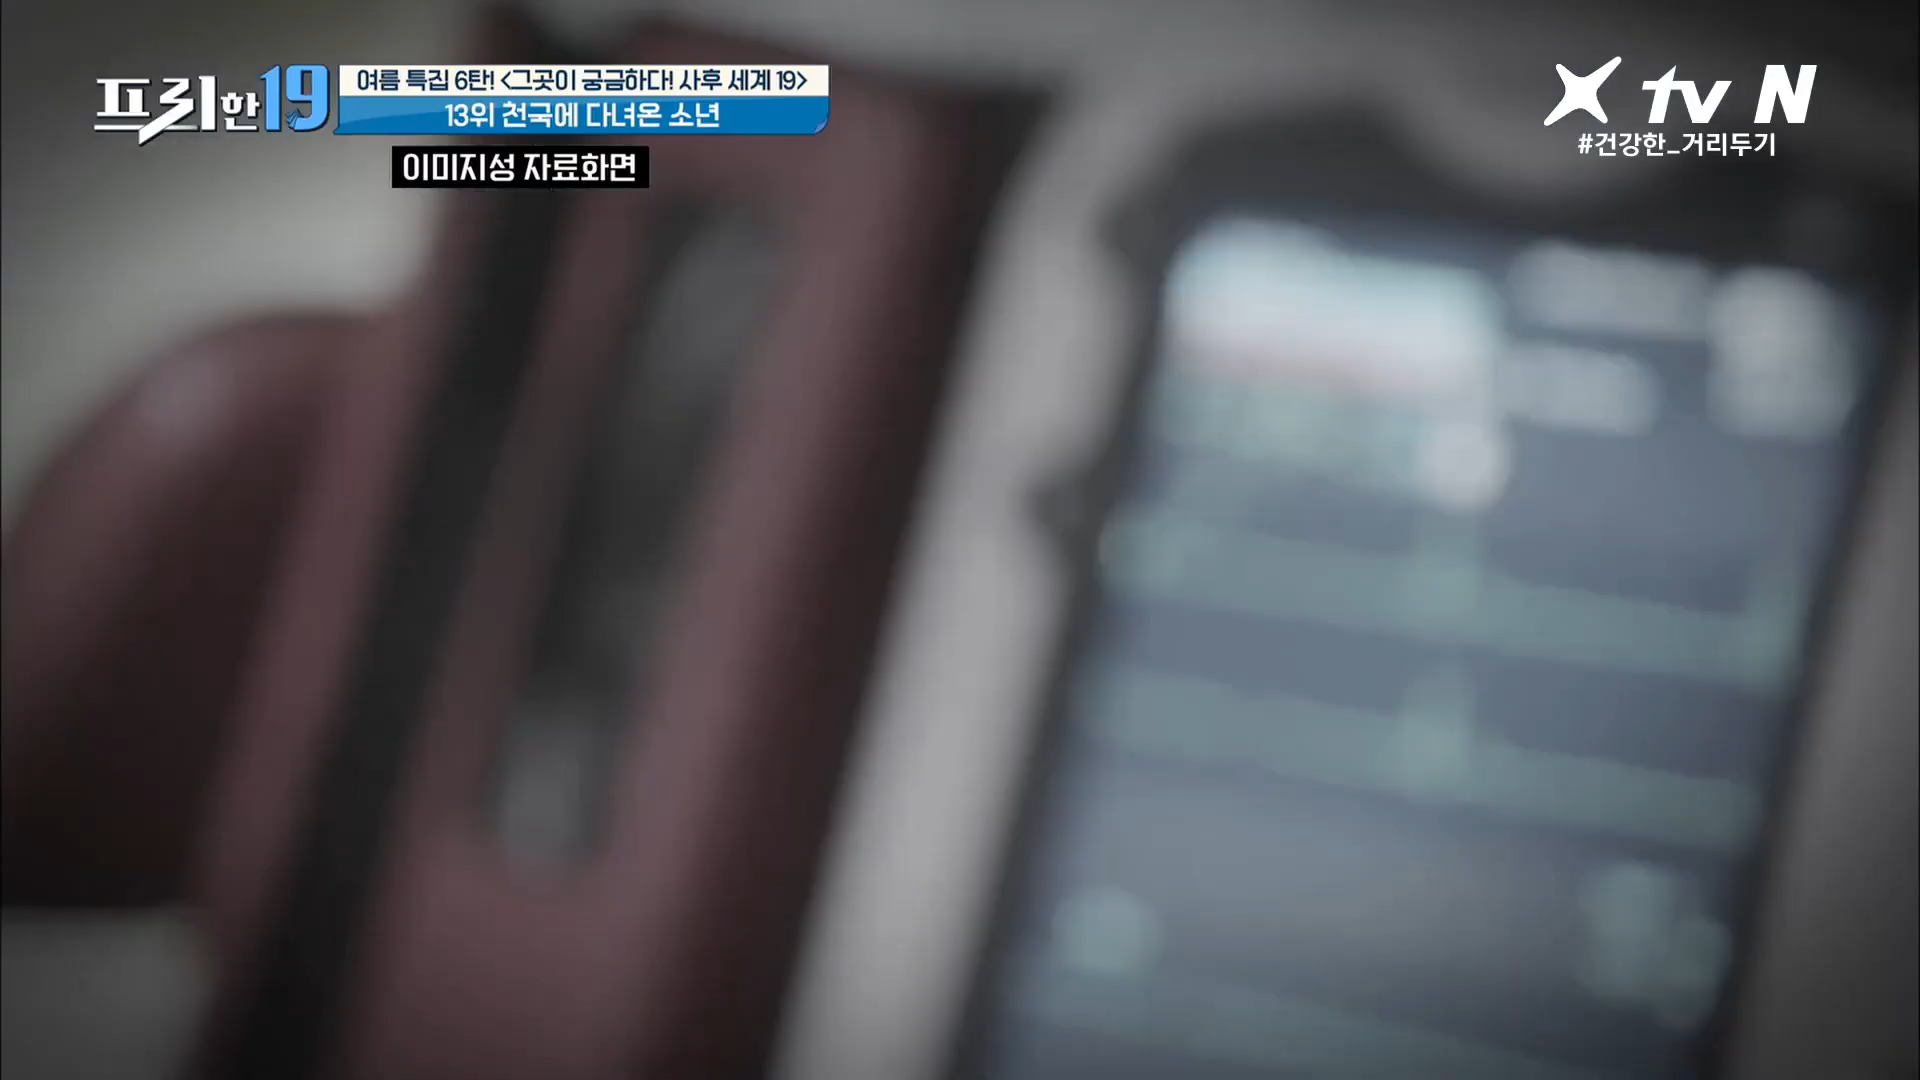 프리한19
여름 특집 6탄! <그곳이 궁금하다! 사후 세계 19>
13위 천국에 다녀온 소년
이미지성 자료화면
X tvN
#건강한_거리두기